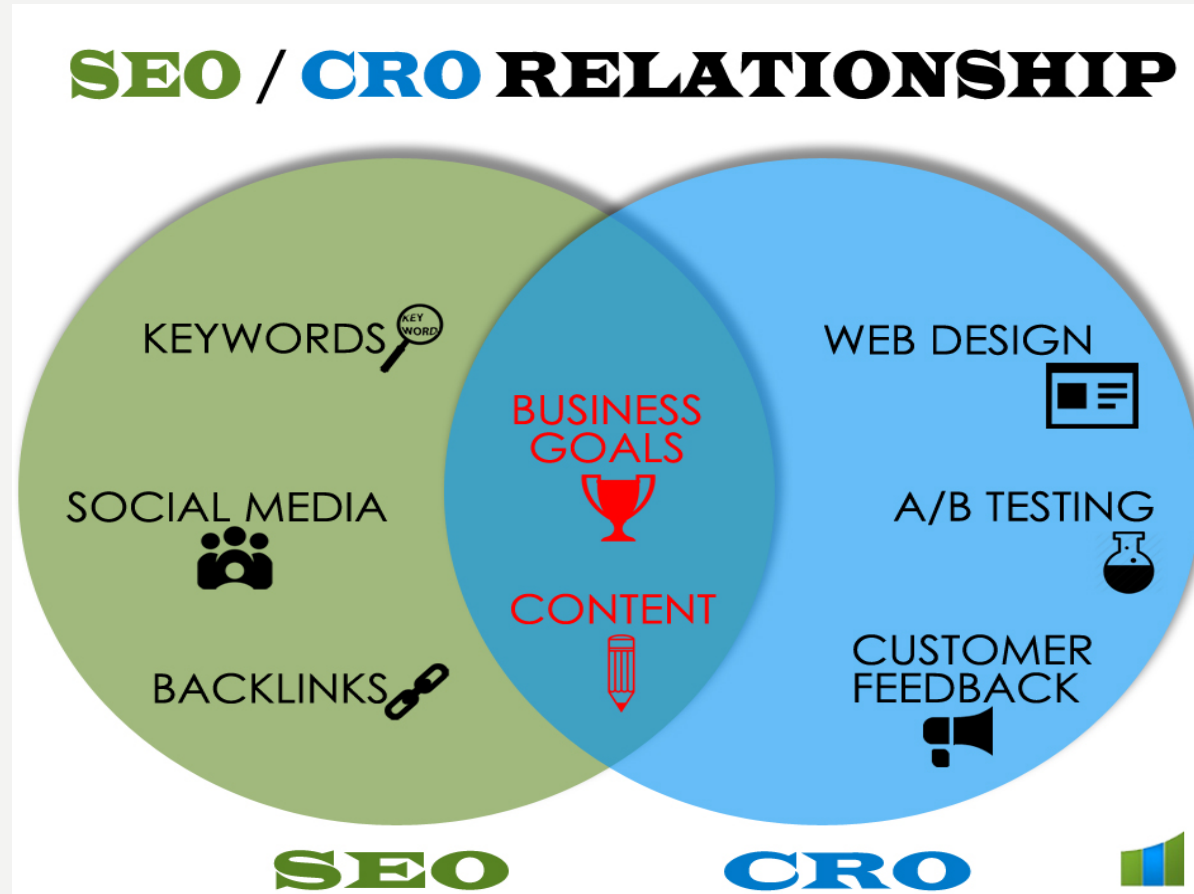 SEO / CRO RELATIONSHIP
KEYWORDS
KEY
WORD
SOCIAL MEDIA
BACKLINKS
BUSINESS
GOALS
CONTENT
WEB DESIGN
A/B TESTING
CUSTOMER
FEEDBACK
SEO
CRO